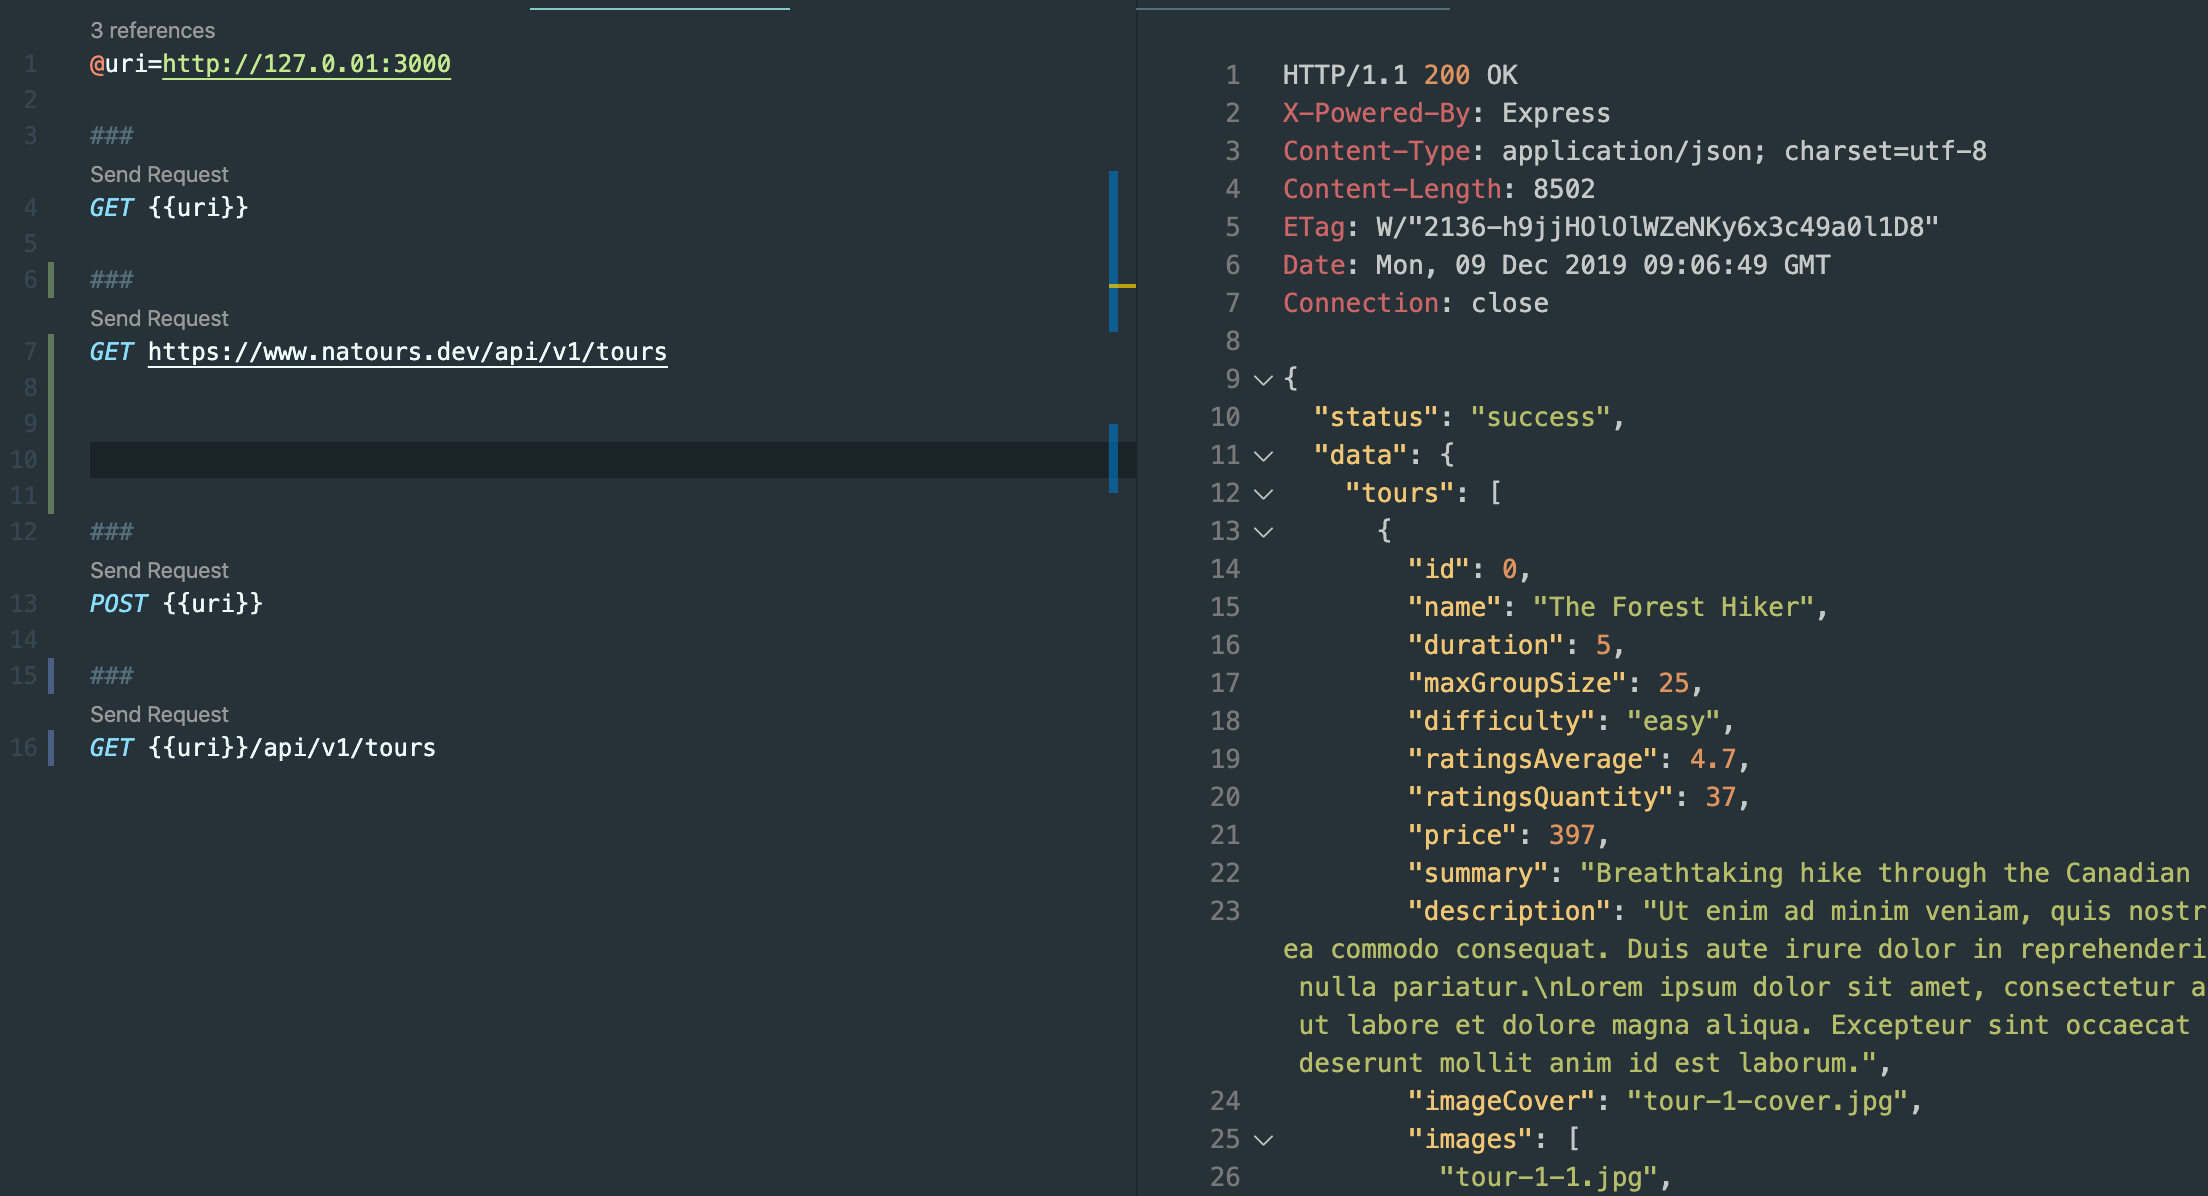 3 references
1 @uri=http://127.0.01:3000
2
3 ###
Send Request
4 GET {{uri}}
5
6 ###
Send Request
7 GET https://www.natours.dev/api/v1/tours
8
9
10
11
12 ###
Send Request
13 POST {{uri}}
14
15 ###
Send Request
16 GET {{uri}}/api/v1/tours
1 HTTP/1.1 200 OK
2 X-Powered-By: Express
3 Content-Type: application/json; charset=utf-8
4 Content-Length: 8502
5 ETag: W/"2136-h9jjHOlOlWZeNKy6x3c49a0l1D8"
6 Date: Mon, 09 Dec 2019 09:06:49 GMT
7 Connection: close
8
9 {
10 "status": "success",
11 "data": {
12 "tours": [
13 {
14 "id": 0,
15 "name": "The Forest Hiker",
16 "duration": 5,
17 "maxGroupSize": 25,
18 "difficulty": "easy",
19 "ratingsAverage": 4.7,
20 "ratingsQuantity": 37,
21 "price": 397,
22 "summary": "Breathtaking hike through the Canadian
23 "description": "Ut enim ad minim veniam, quis nostr
ea commodo consequat. Duis aute irure dolor in reprehenderi
nulla pariatur.\nLorem ipsum dolor sit amet, consectetur a
ut labore et dolore magna aliqua. Excepteur sint occaecat
deserunt mollit anim id est laborum.",
24 "imageCover": "tour-1-cover.jpg",
25 "images": [
26 "tour-1-1.jpg",